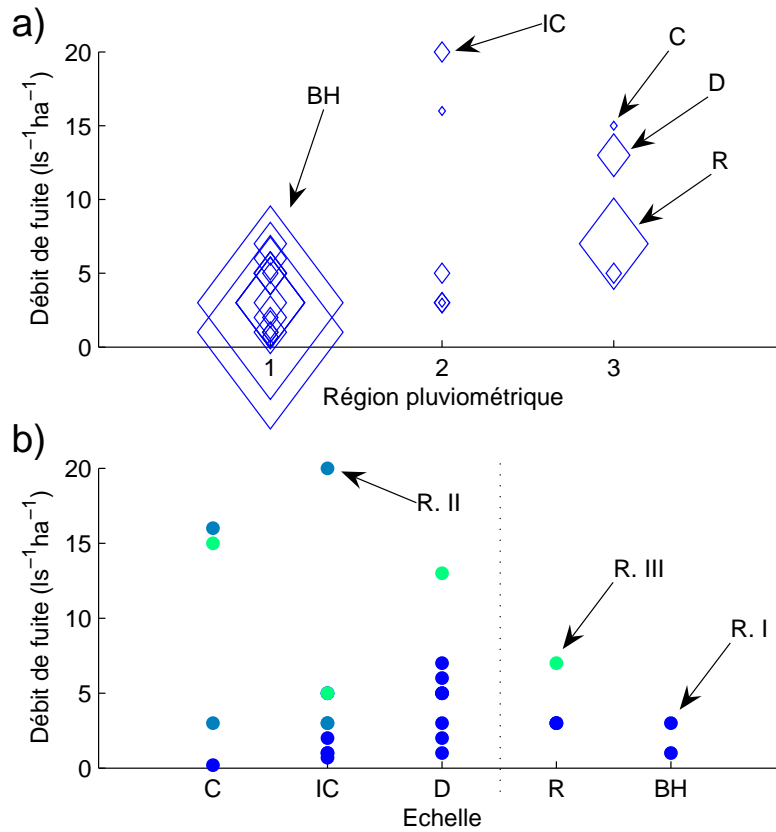 a)
Débit de fuite (ls⁻¹ha⁻¹)
20
15
10
5
0
BH
IC
C
D
R
1
2
3
Région pluviométrique
b)
Débit de fuite (ls⁻¹ha⁻¹)
20
15
10
5
0
R. II
R. III
R. I
C
IC
D
R
BH
Echelle